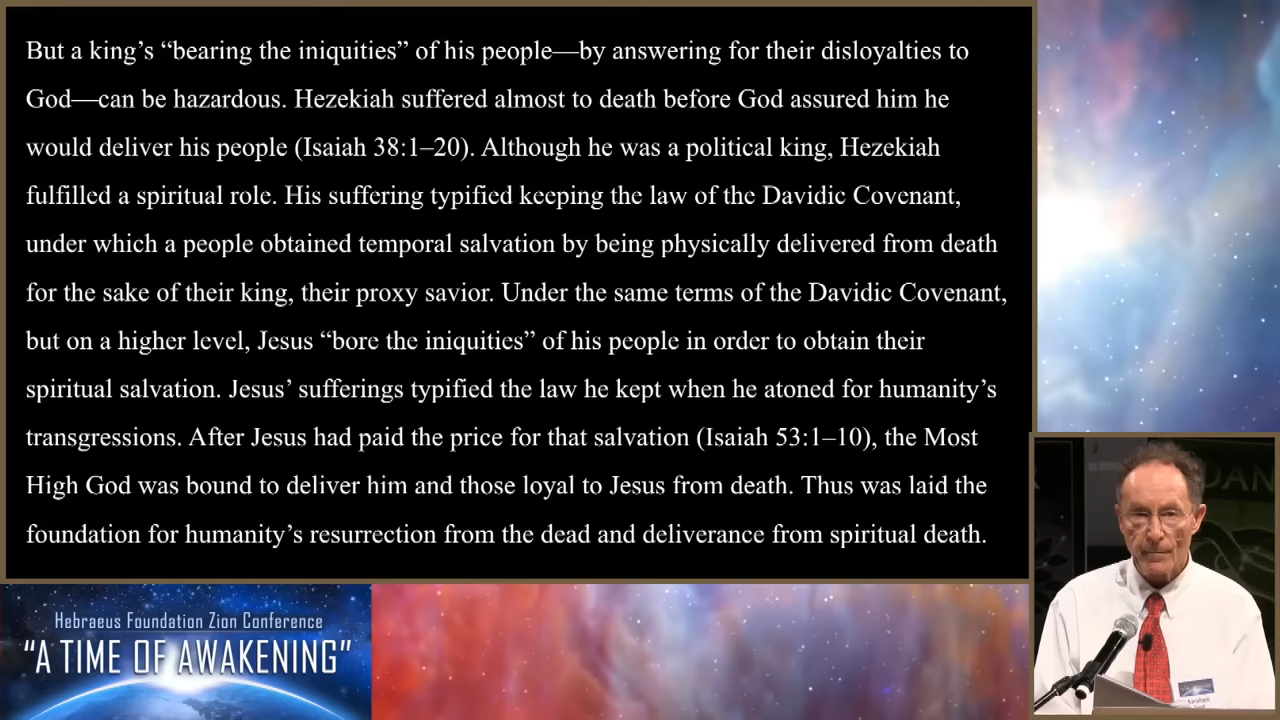 But a king’s “bearing the iniquities” of his people—by answering for their disloyalties to
God—can be hazardous. Hezekiah suffered almost to death before God assured him he
would deliver his people (Isaiah 38:1–20). Although he was a political king, Hezekiah
fulfilled a spiritual role. His suffering typified keeping the law of the Davidic Covenant,
under which a people obtained temporal salvation by being physically delivered from death
for the sake of their king, their proxy savior. Under the same terms of the Davidic Covenant,
but on a higher level, Jesus “bore the iniquities” of his people in order to obtain their
spiritual salvation. Jesus’ sufferings typified the law he kept when he atoned for humanity’s
transgressions. After Jesus had paid the price for that salvation (Isaiah 53:1–10), the Most
High God was bound to deliver him and those loyal to Jesus from death. Thus was laid the
foundation for humanity’s resurrection from the dead and deliverance from spiritual death.
Hebraeus Foundation Zion Conference
“A TIME OF AWAKENING”
DAN